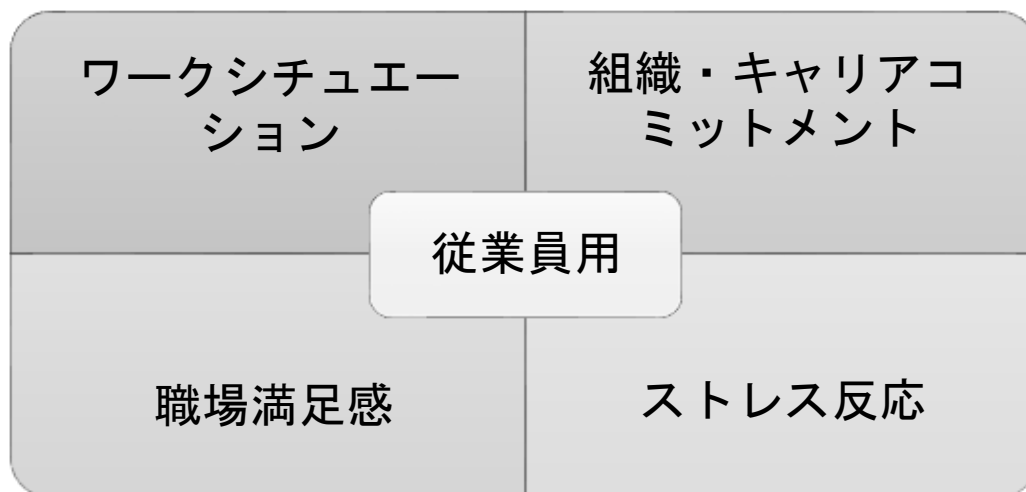 ワークシチュエー
ション
組織・キャリアコ
ミットメント
従業員用
職場満足感
ストレス反応